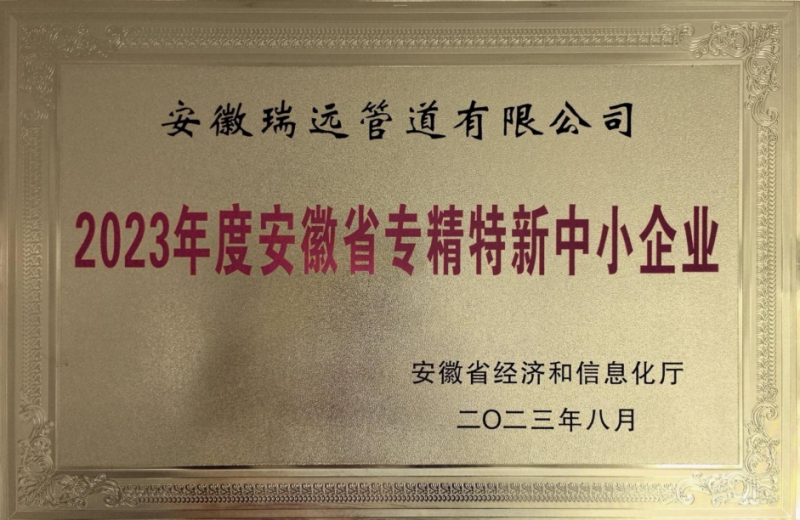 安徽瑞远管道有限公司
2023年度安徽省专精特新中小企业
安徽省经济和信息化厅
二〇二三年八月